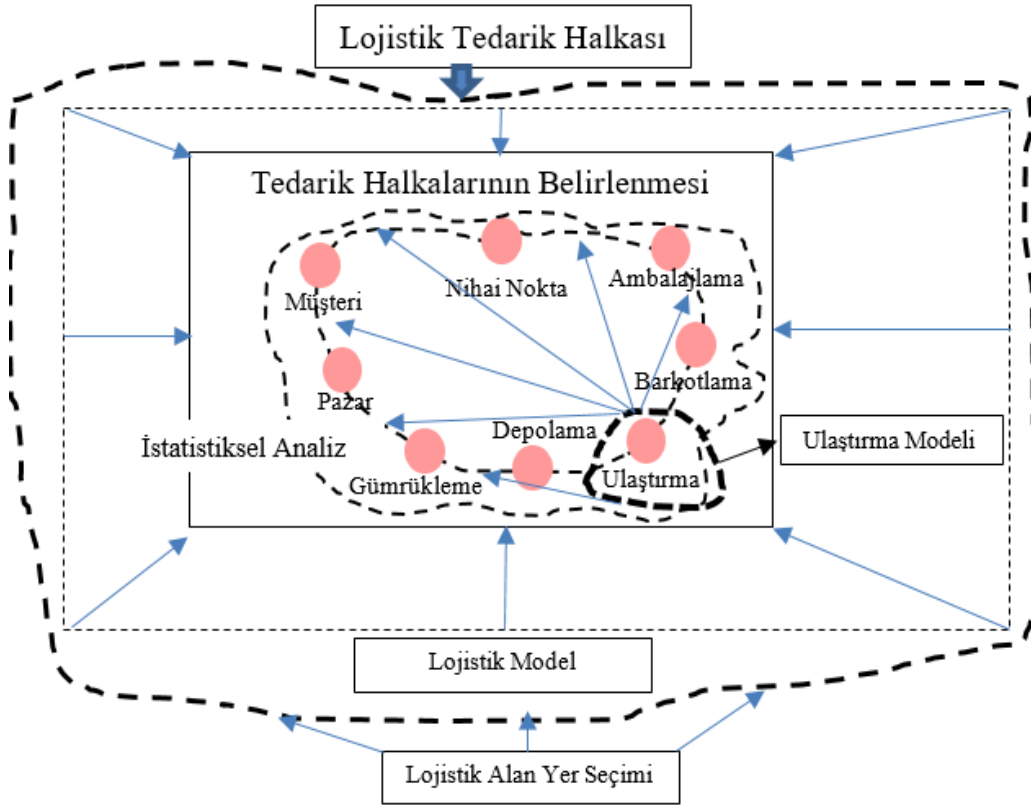 Lojistik Tedarik Halkası
Tedarik Halkalarının Belirlenmesi
Müşteri
Nihai Nokta
Ambalajlama
Pazar
Barkotlama
İstatistiksel Analiz
Depolama
Ulaştırma Modeli
Gümrükleme
Ulaştırma
Lojistik Model
Lojistik Alan Yer Seçimi